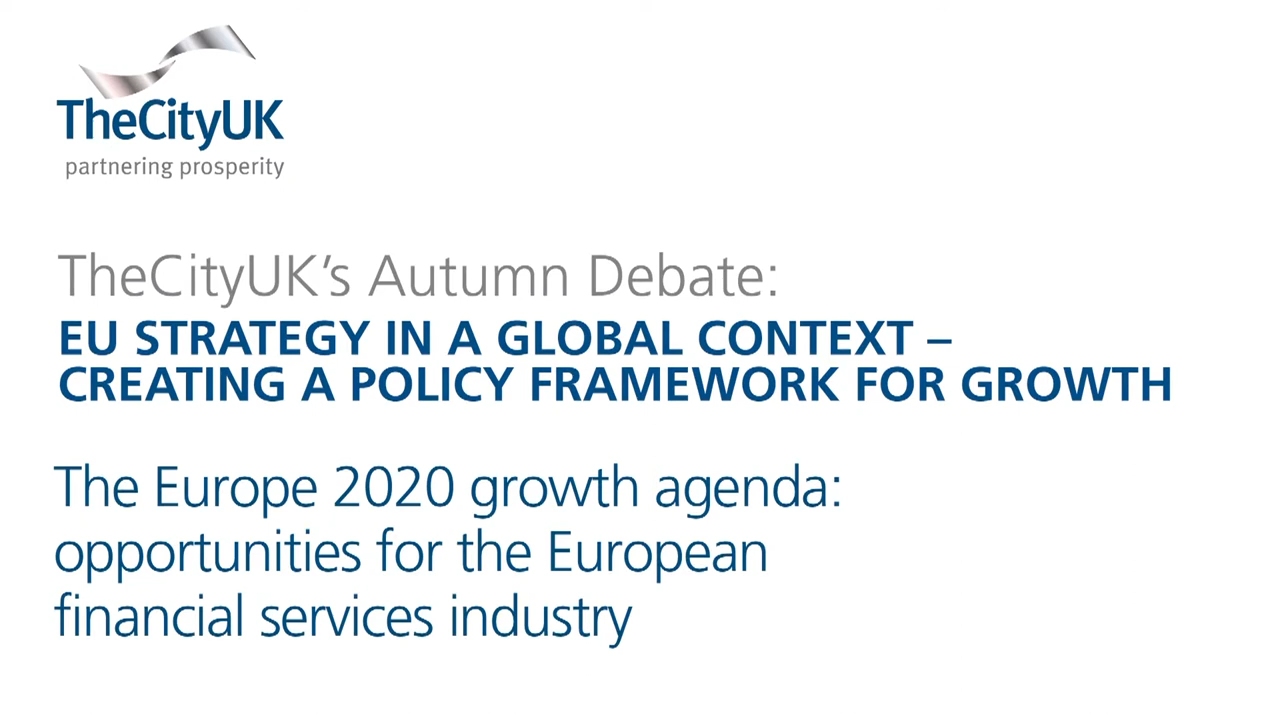 TheCityUK
partnering prosperity
TheCityUK’s Autumn Debate:
EU STRATEGY IN A GLOBAL CONTEXT –
CREATING A POLICY FRAMEWORK FOR GROWTH
The Europe 2020 growth agenda:
opportunities for the European
financial services industry